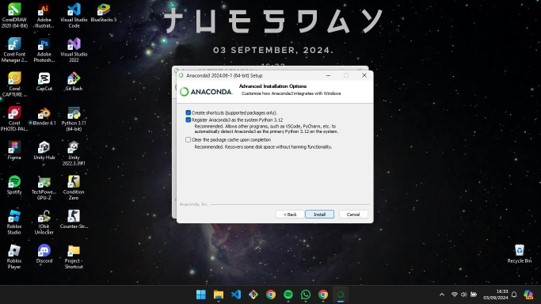 TUESDAY
03 SEPTEMBER, 2024.
CorelDRAW
2020 (64-Bit)
Adobe
Illustrat...
Visual Studio
Code
BlueStacks 5
Corel Font
Manager 2...
Adobe
Photosh...
Visual Studio
2022
Corel
CAPTURE ...
CapCut
Git Bash
Corel
PHOTO-PAI...
Blender 4.1
Python 3.11
(64-bit)
Figma
Unity Hub
Unity
2022.3.39f1
Spotify
TechPowe...
GPU-Z
Condition
Zero
Roblox
Studio
IObit
Unlocker
Counter-Str...
Roblox
Player
Discord
Project -
Shortcut
Recycle Bin
Anaconda3 2024.06-1 (64-bit) Setup
ANACONDA.
Advanced Installation Options
Customize how Anaconda3 integrates with Windows
Create shortcuts (supported packages only).
Register Anaconda3 as the system Python 3.12
Recommended. Allows other programs, such as VSCode, PyCharm, etc. to
automatically detect Anaconda3 as the primary Python 3.12 on the system.
Clear the package cache upon completion
Recommended. Recovers some disk space without harming functionality.
Anaconda, Inc.
< Back
Install
Cancel
16:33
03/09/2024